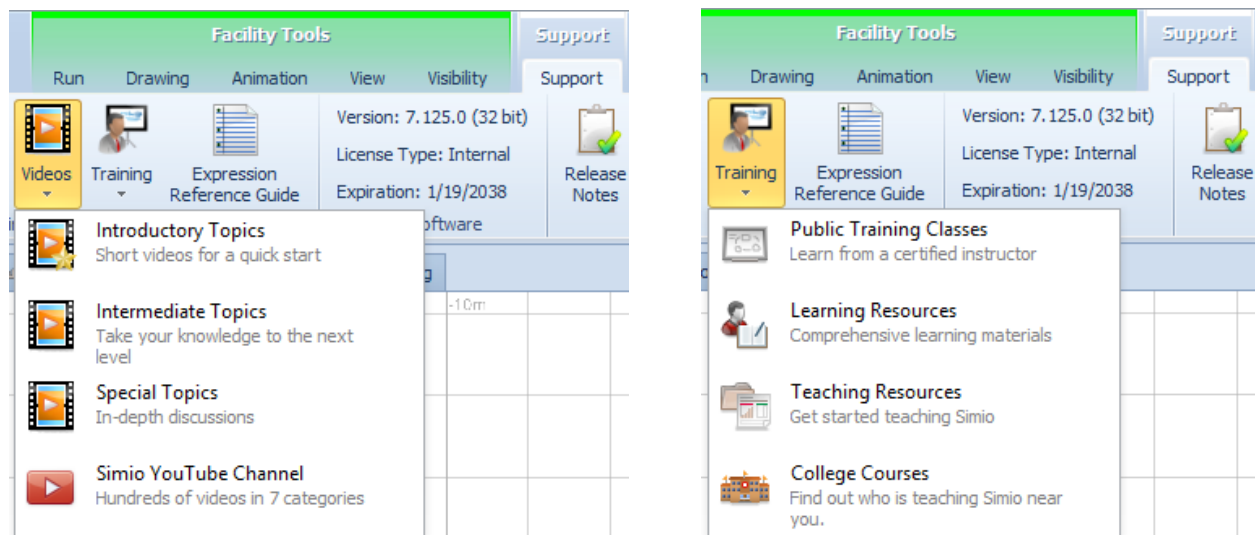 Facility Tools
Support
Run
Drawing
Animation
View
Visibility
Support
Videos
Training
Expression
Reference Guide
Version: 7.125.0 (32 bit)
License Type: Internal
Expiration: 1/19/2038
Release
Notes
Introductory Topics
Short videos for a quick start
-10m
Intermediate Topics
Take your knowledge to the next
level
Special Topics
In-depth discussions
Simio YouTube Channel
Hundreds of videos in 7 categories
Facility Tools
Support
Drawing
Animation
View
Visibility
Support
Training
Expression
Reference Guide
Version: 7.125.0 (32 bit)
License Type: Internal
Expiration: 1/19/2038
Release
Notes
Public Training Classes
Learn from a certified instructor
Learning Resources
Comprehensive learning materials
Teaching Resources
Get started teaching Simio
College Courses
Find out who is teaching Simio near
you.